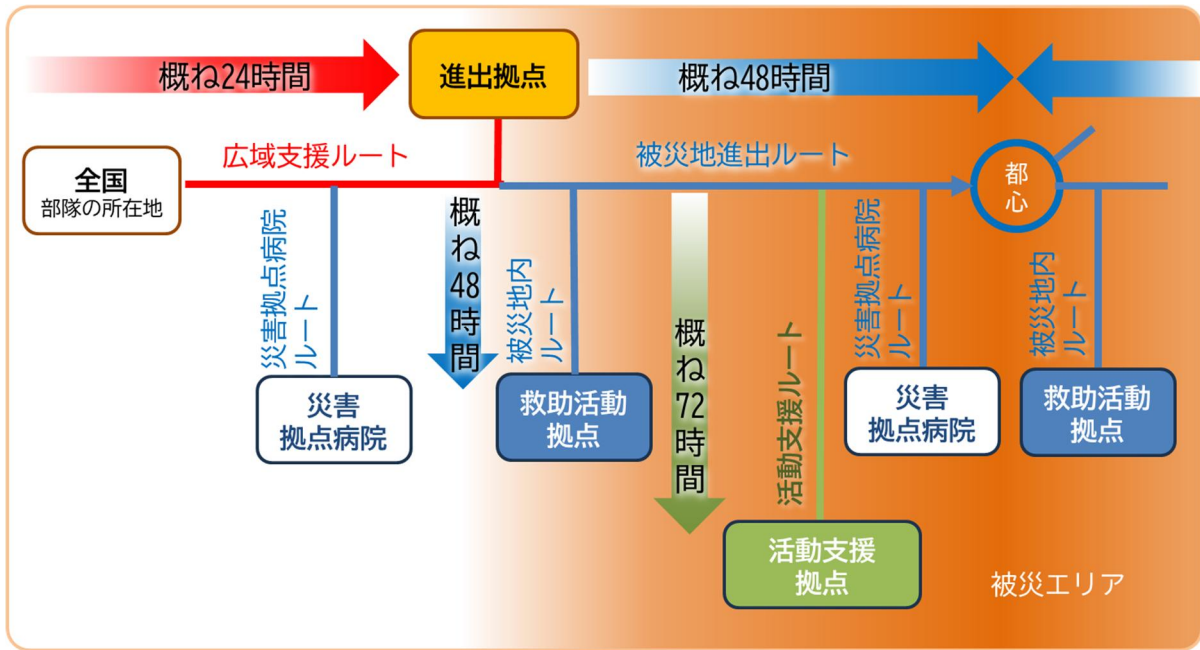 概ね24時間
進出拠点
概ね48時間
全国
部隊の所在地
広域支援ルート
被災地進出ルート
都
心
災害拠点病院
ルート
概ね48時間
被災地内
ルート
概ね72時間
活動支援ルート
災害拠点病院
ルート
被災地内
ルート
災害
拠点病院
救助活動
拠点
災害
拠点病院
救助活動
拠点
活動支援
拠点
被災エリア